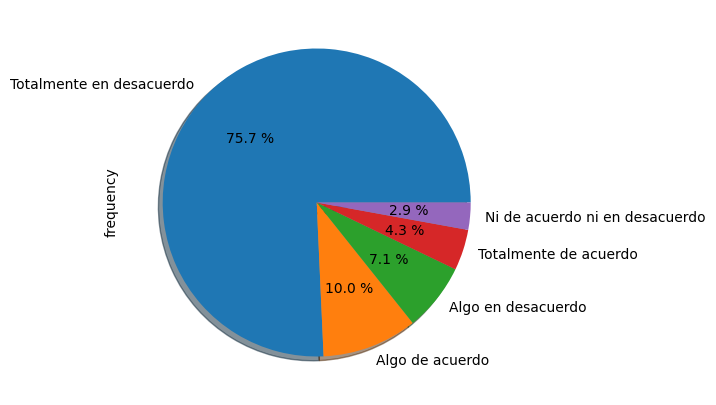 Totalmente en desacuerdo
75.7 %
frequency
2.9 %
Ni de acuerdo ni en desacuerdo
4.3 %
Totalmente de acuerdo
7.1 %
10.0 %
Algo en desacuerdo
Algo de acuerdo